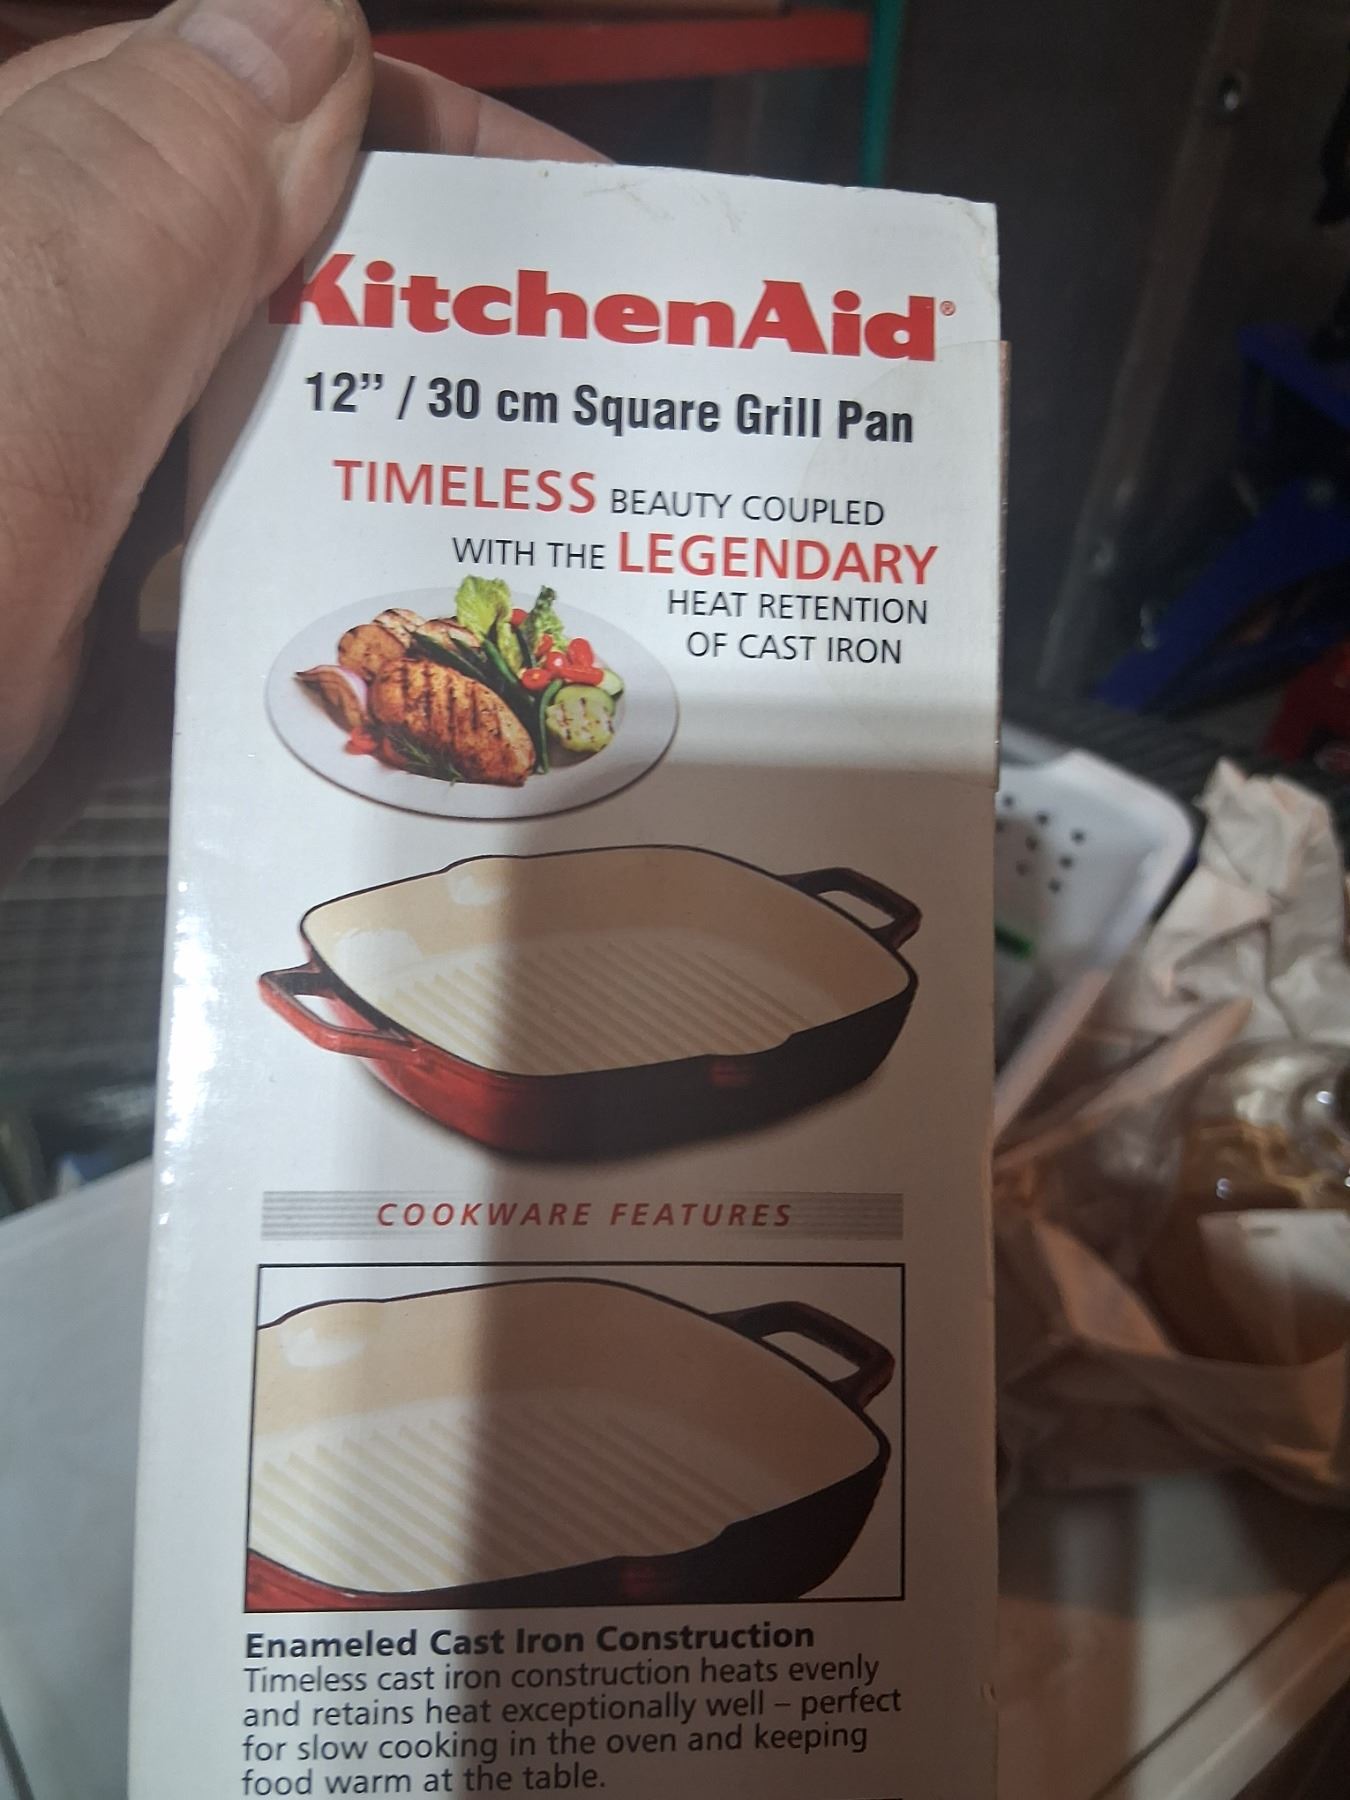 KitchenAid®
12” / 30 cm Square Grill Pan
TIMELESS BEAUTY COUPLED
WITH THE LEGENDARY
HEAT RETENTION
OF CAST IRON
COOKWARE FEATURES
Enameled Cast Iron Construction
Timeless cast iron construction heats evenly
and retains heat exceptionally well – perfect
for slow cooking in the oven and keeping
food warm at the table.